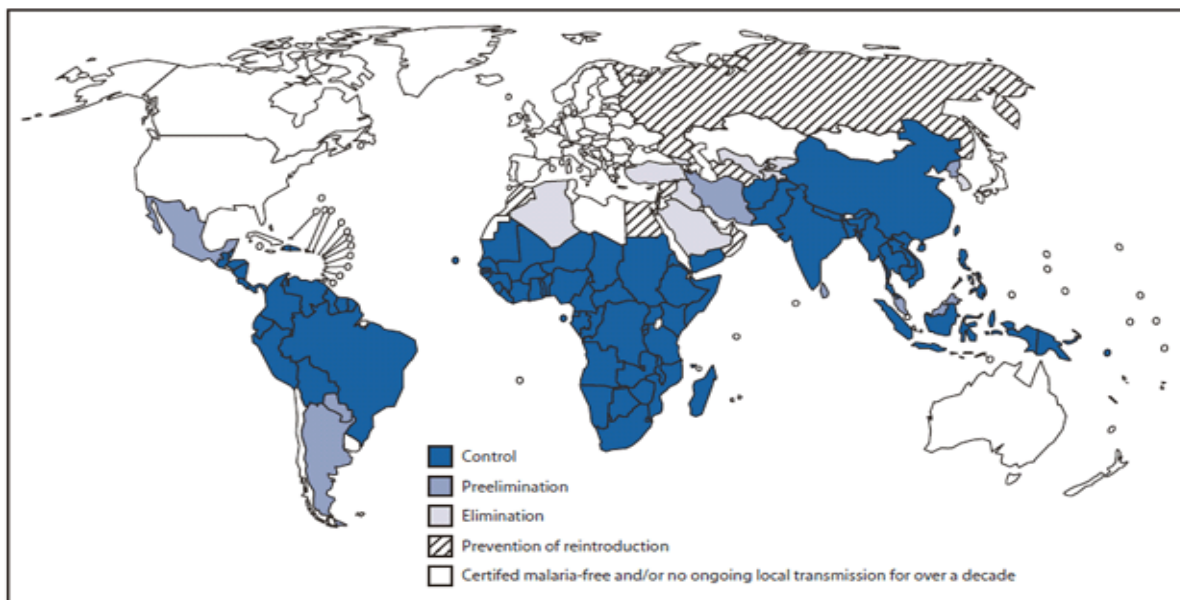 Control
Preelimination
Elimination
Prevention of reintroduction
Certifed malaria-free and/or no ongoing local transmission for over a decade